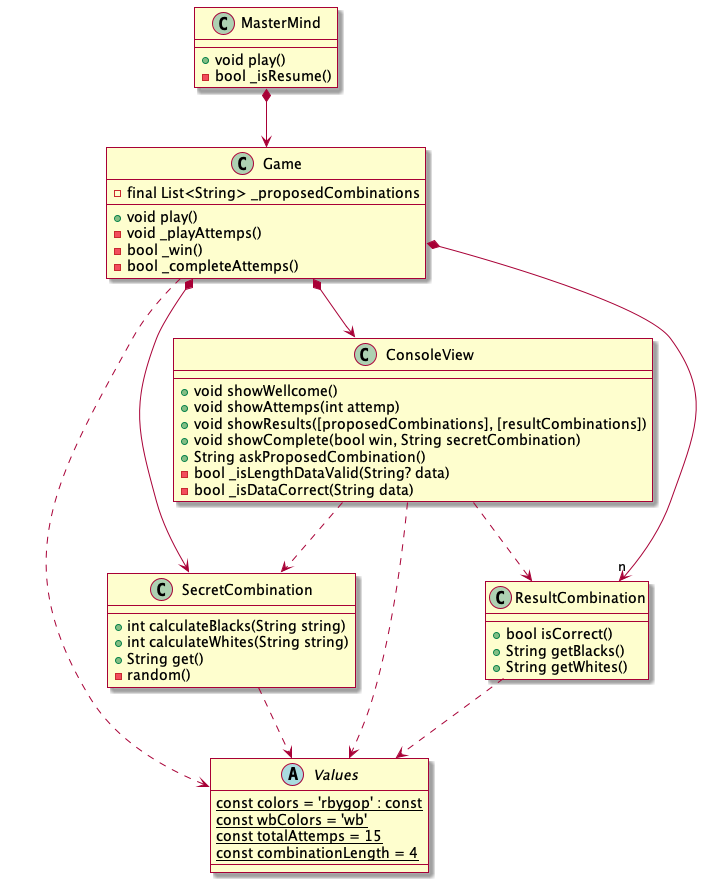 C MasterMind
void play()
bool _isResume()
C Game
final List<String> _proposedCombinations
void play()
void _playAttemps()
bool _win()
bool _completeAttemps()
C ConsoleView
void showWellcome()
void showAttemps(int attemp)
void showResults([proposedCombinations], [resultCombinations])
void showComplete(bool win, String secretCombination)
String askProposedCombination()
bool _isLengthDataValid(String? data)
bool _isDataCorrect(String data)
n
C SecretCombination
int calculateBlacks(String string)
int calculateWhites(String string)
String get()
random()
C ResultCombination
bool isCorrect()
String getBlacks()
String getWhites()
A Values
const colors = 'rbygop' : const
const wbColors = 'wb'
const totalAttemps = 15
const combinationLength = 4